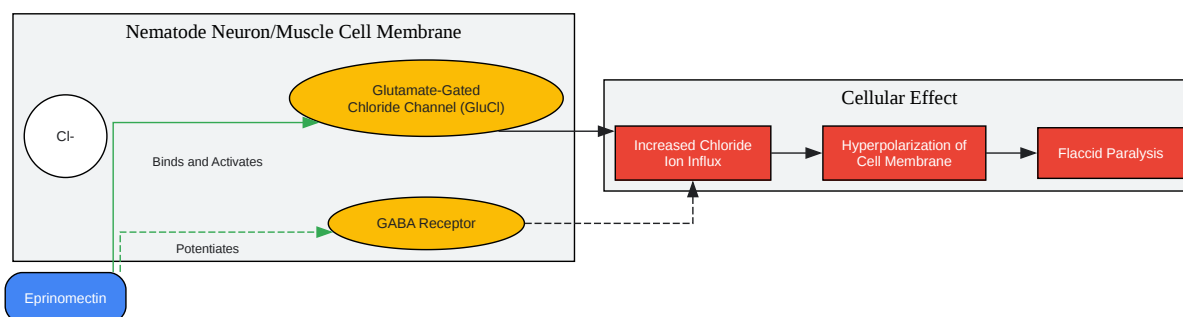 Nematode Neuron/Muscle Cell Membrane
Glutamate-Gated
Chloride Channel (GluCl)
Cl-
Binds and Activates
GABA Receptor
Potentiates
Eprinomectin
Cellular Effect
Increased Chloride
Ion Influx
Hyperpolarization of
Cell Membrane
Flaccid Paralysis